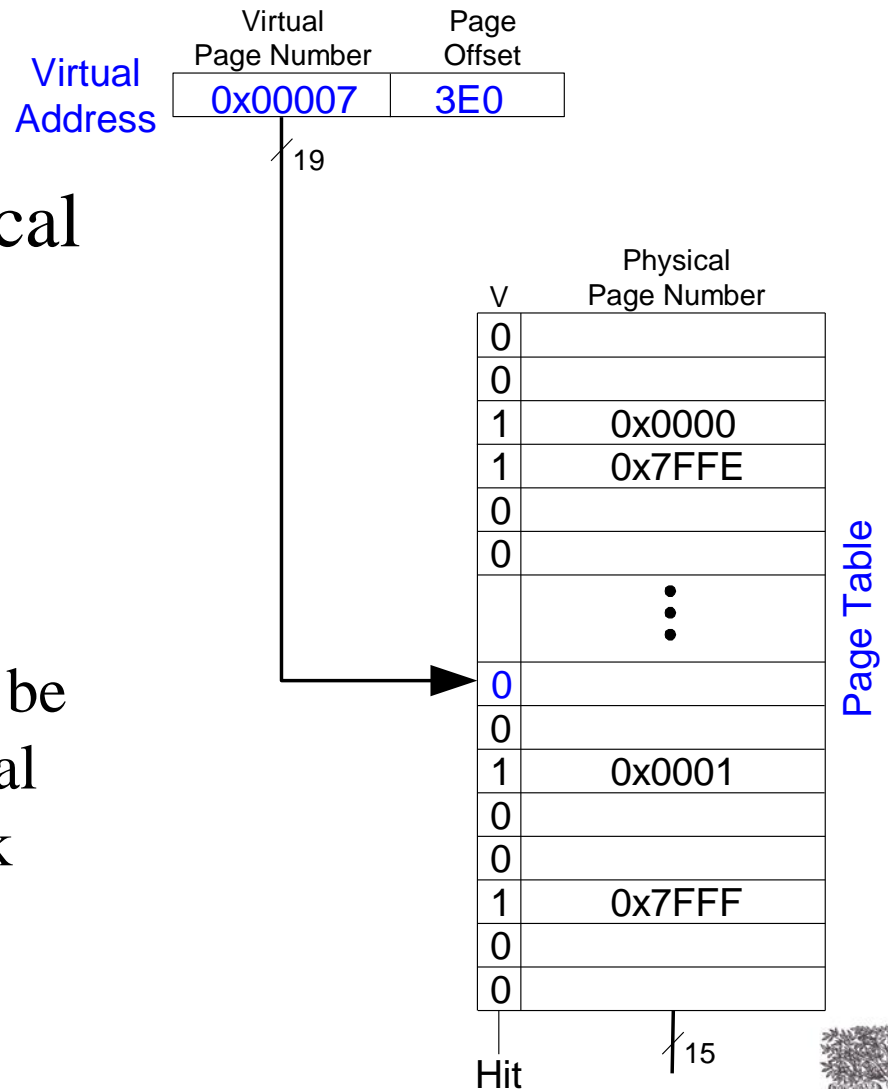 Virtual
Page Number
Page
Offset
Virtual
Address
0x00007
3E0
19
cal
Physical
Page Number
V
0
0
1 0x0000
1 0x7FFE
0
0
0
0
1 0x0001
0
0
1 0x7FFF
0
0
Page Table
be
al
k
Hit
15